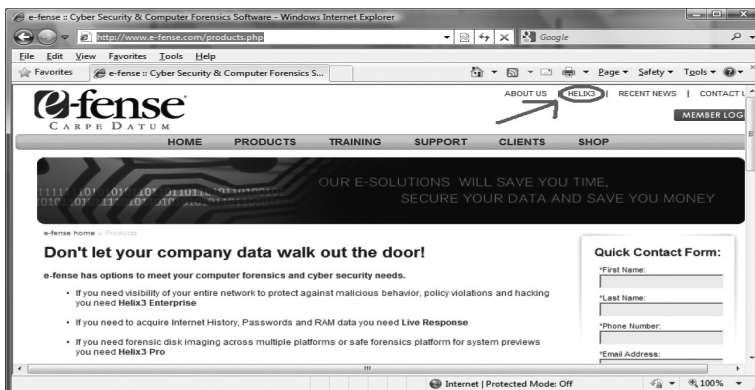 e-fense :: Cyber Security & Computer Forensics Software - Windows Internet Explorer
http://www.e-fense.com/products.php
Google
File Edit View Favorites Tools Help
Favorites
e-fense :: Cyber Security & Computer Forensics S...
Page Safety Tools
e-fense
CARPE DATUM
ABOUT US | HELIX3 | RECENT NEWS | CONTACT U
MEMBER LOG
HOME PRODUCTS TRAINING SUPPORT CLIENTS SHOP
OUR E-SOLUTIONS WILL SAVE YOU TIME,
SECURE YOUR DATA AND SAVE YOU MONEY
e-fense home » Products
Don't let your company data walk out the door!
e-fense has options to meet your computer forensics and cyber security needs.
• If you need visibility of your entire network to protect against malicious behavior, policy violations and hacking
you need Helix3 Enterprise
• If you need to acquire Internet History, Passwords and RAM data you need Live Response
• If you need forensic disk imaging across multiple platforms or safe forensics platform for system previews
you need Helix3 Pro
Quick Contact Form:
*First Name:
*Last Name:
*Phone Number:
*Email Address:
Internet | Protected Mode: Off
100%